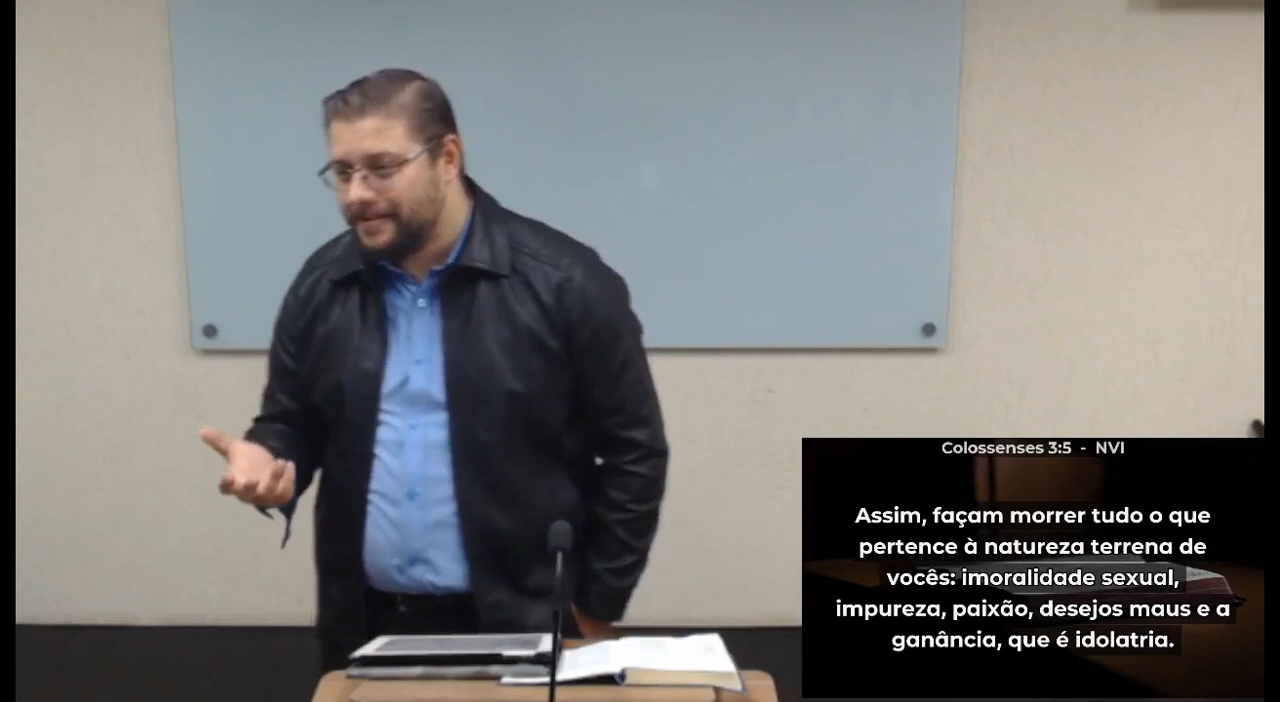 Colossenses 3:5 - NVI
Assim, façam morrer tudo o que
pertence à natureza terrena de
vocês: imoralidade sexual,
impureza, paixão, desejos maus e a
ganância, que é idolatria.